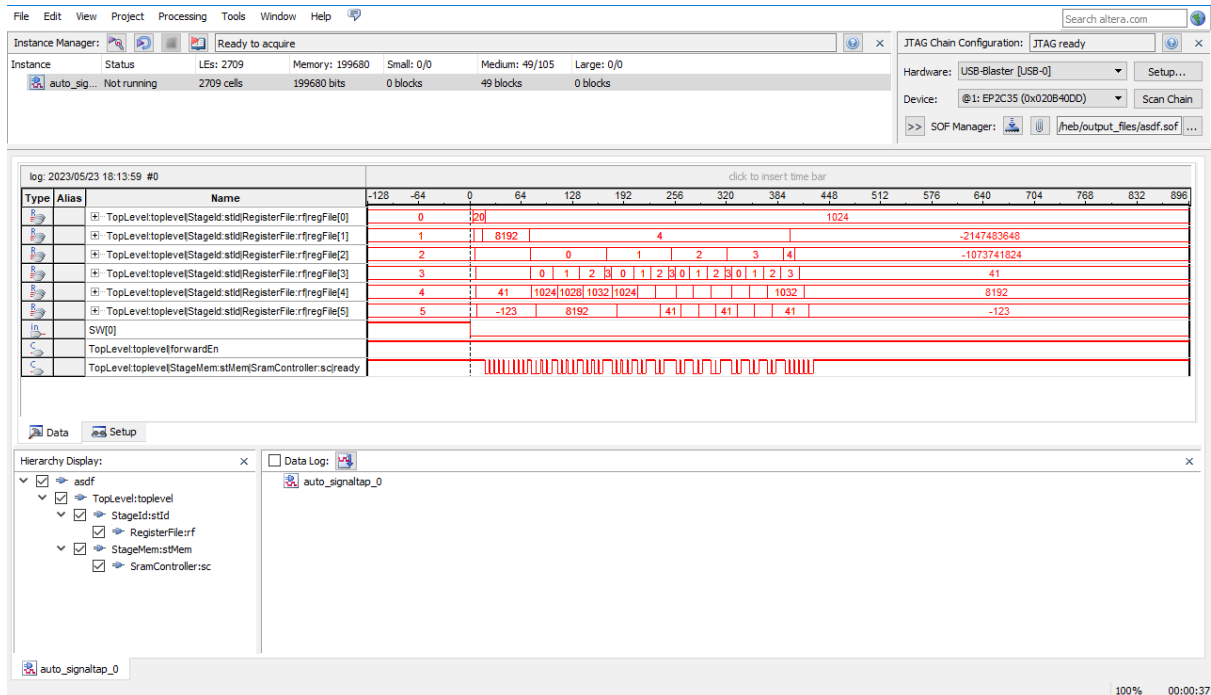 File Edit View Project Processing Tools Window Help
Search altera.com
Instance Manager: Ready to acquire
JTAG Chain Configuration: JTAG ready
Instance Status LEs: 2709 Memory: 199680 Small: 0/0 Medium: 49/105 Large: 0/0
auto_sig... Not running 2709 cells 199680 bits 0 blocks 49 blocks 0 blocks
Hardware: USB-Blaster [USB-0] Setup...
Device: @1: EP2C35 (0x020B40DD) Scan Chain
>> SOF Manager: /heb/output_files/asdf.sof ...
log: 2023/05/23 18:13:59 #0 click to insert time bar
Type Alias Name -128 -64 0 64 128 192 256 320 384 448 512 576 640 704 768 832 896
R TopLevel:toplevel|StageId:stId|RegisterFile:rf|regFile[0] 0 20 1024
R TopLevel:toplevel|StageId:stId|RegisterFile:rf|regFile[1] 1 8192 4 -2147483648
R TopLevel:toplevel|StageId:stId|RegisterFile:rf|regFile[2] 2 0 1 2 3 4 -1073741824
R TopLevel:toplevel|StageId:stId|RegisterFile:rf|regFile[3] 3 0 1 2 3 0 1 2 3 0 1 2 3 0 1 2 3 41
R TopLevel:toplevel|StageId:stId|RegisterFile:rf|regFile[4] 4 41 1024 1028 1032 1024 1032 8192
R TopLevel:toplevel|StageId:stId|RegisterFile:rf|regFile[5] 5 -123 8192 41 41 41 -123
in SW[0]
C TopLevel:toplevel|forwardEn
C TopLevel:toplevel|StageMem:stMem|SramController:sc|ready
Data Setup
Hierarchy Display: Data Log:
asdf auto_signaltap_0
TopLevel:toplevel
StageId:stId
RegisterFile:rf
StageMem:stMem
SramController:sc
auto_signaltap_0
100% 00:00:37